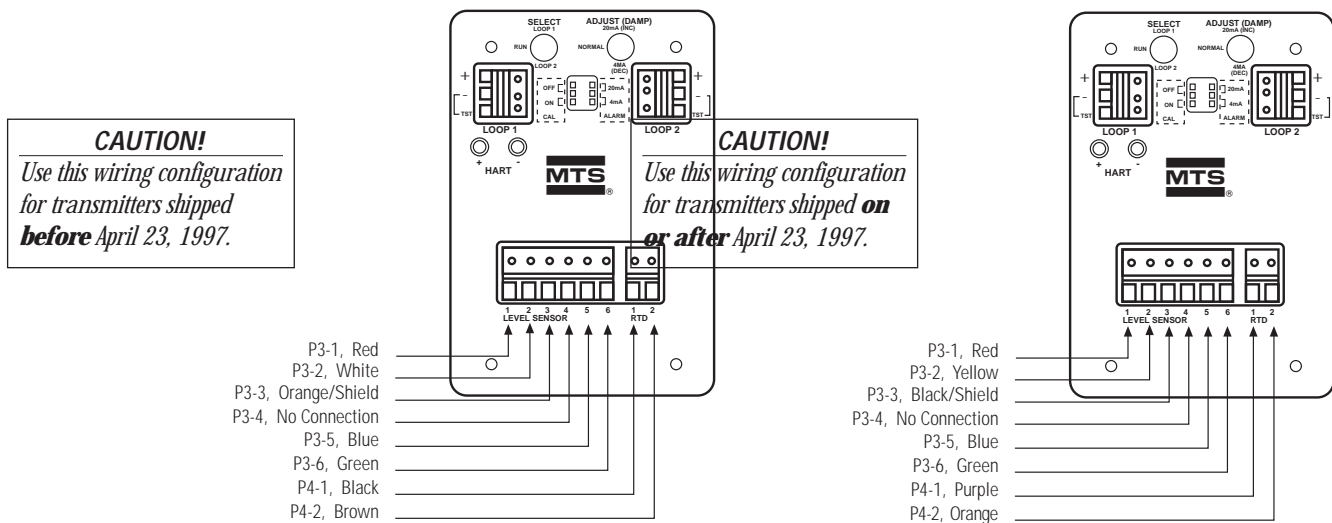 CAUTION!
Use this wiring configuration
for transmitters shipped
before April 23, 1997.
SELECT
LOOP 1
RUN
LOOP 2
ADJUST (DAMP)
20mA (INC)
NORMAL
4MA
(DEC)
+
-
TST
OFF
ON
CAL
20mA
4mA
ALARM
+
-
TST
LOOP 1
LOOP 2
+ -
HART
MTS
®
1 2 3 4 5 6 1 2
LEVEL SENSOR RTD
P3-1, Red
P3-2, White
P3-3, Orange/Shield
P3-4, No Connection
P3-5, Blue
P3-6, Green
P4-1, Black
P4-2, Brown
CAUTION!
Use this wiring configuration
for transmitters shipped on
or after April 23, 1997.
SELECT
LOOP 1
RUN
LOOP 2
ADJUST (DAMP)
20mA (INC)
NORMAL
4MA
(DEC)
+
-
TST
OFF
ON
CAL
20mA
4mA
ALARM
+
-
TST
LOOP 1
LOOP 2
+ -
HART
MTS
®
1 2 3 4 5 6 1 2
LEVEL SENSOR RTD
P3-1, Red
P3-2, Yellow
P3-3, Black/Shield
P3-4, No Connection
P3-5, Blue
P3-6, Green
P4-1, Purple
P4-2, Orange